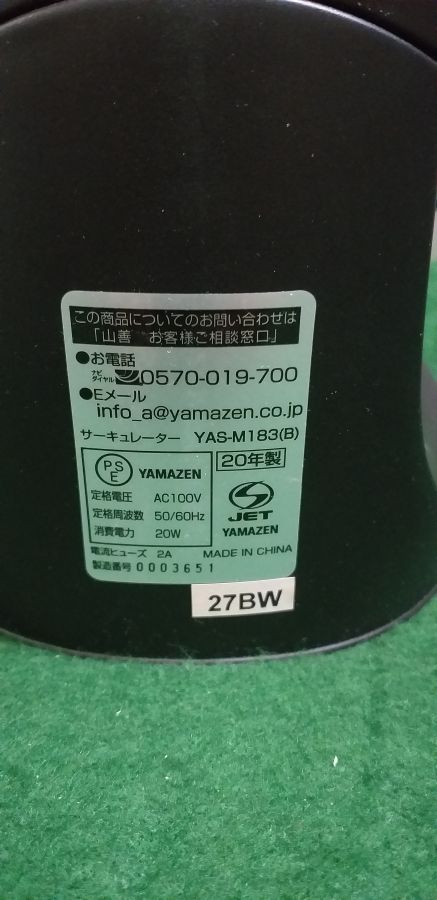 この商品についてのお問い合わせは
「山善 お客様ご相談窓口」
●お電話
ナビダイヤル 0570-019-700
●Eメール
info_a@yamazen.co.jp
サーキュレーター YAS-M183(B)
PSE YAMAZEN
20年製
定格電圧 AC100V
定格周波数 50/60Hz
消費電力 20W
JET
YAMAZEN
電流ヒューズ 2A MADE IN CHINA
製造番号 0003651
27BW